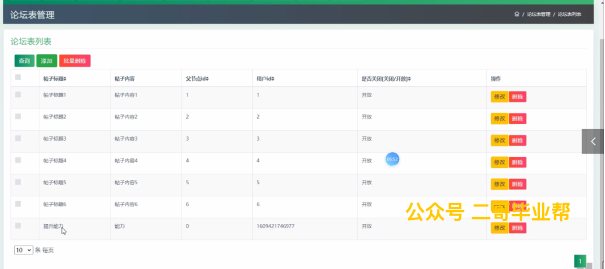 论坛表管理
/ 论坛表管理 / 论坛表列表
论坛表列表
查询 添加 批量删除
帖子标题 帖子内容 父节点id 用户id 是否关闭[关闭/开放] 操作
帖子标题1 帖子内容1 1 1 开放 修改 删除
帖子标题2 帖子内容2 2 2 开放 修改 删除
帖子标题3 帖子内容3 3 3 开放 修改 删除
帖子标题4 帖子内容4 4 4 开放 修改 删除
帖子标题5 帖子内容5 5 5 开放 修改 删除
帖子标题6 帖子内容6 6 6 开放 删除
提升能力 能力 0 1609421746977 开放 修改 删除
公众号 二哥毕业帮
10 条 每页
1